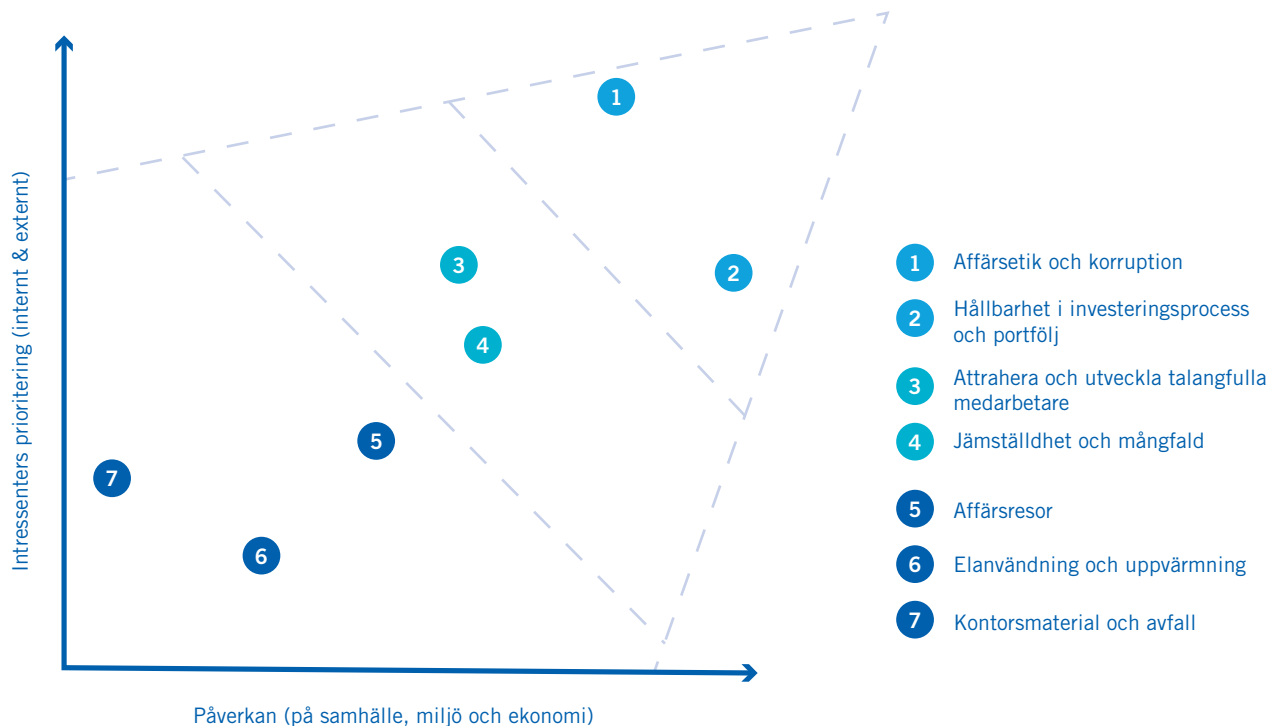 Intressenters prioritering (internt & externt)
1
3
2
4
5
7
6
Påverkan (på samhälle, miljö och ekonomi)
1 Affärsetik och korruption
2 Hållbarhet i investeringsprocess
och portfölj
3 Attrahera och utveckla talangfulla
medarbetare
4 Jämställdhet och mångfald
5 Affärsresor
6 Elanvändning och uppvärmning
7 Kontorsmaterial och avfall